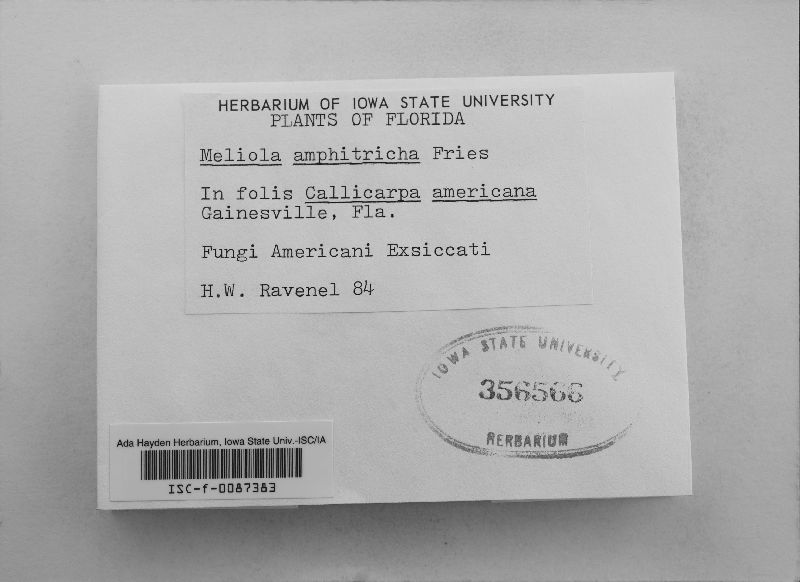 HERBARIUM OF IOWA STATE UNIVERSITY
PLANTS OF FLORIDA
Meliola amphitricha Fries
In folis Callicarpa americana
Gainesville, Fla.
Fungi Americani Exsiccati
H.W. Ravenel 84
IOWA STATE UNIVERSITY
356566
HERBARIUM
Ada Hayden Herbarium, Iowa State Univ.-ISC/IA
ISC-f-0087383